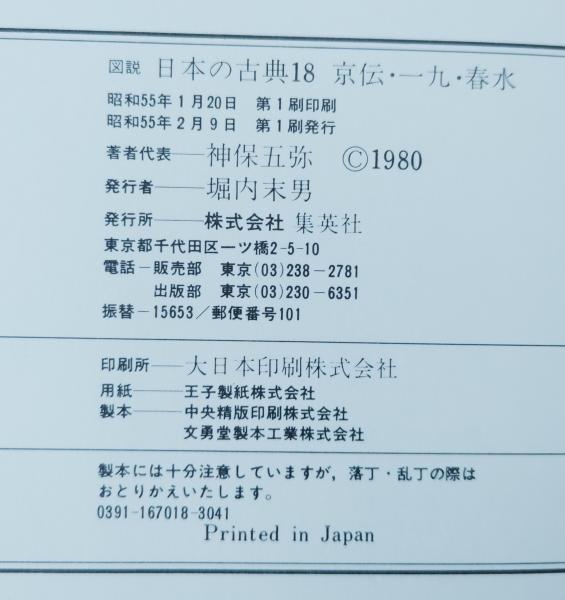 図説 日本の古典18 京伝・一九・春水
昭和55年1月20日 第1刷印刷
昭和55年2月9日 第1刷発行
著者代表──神保五弥 ©1980
発行者──堀内末男
発行所──株式会社 集英社
東京都千代田区一ツ橋2-5-10
電話－販売部 東京(03)238－2781
出版部 東京(03)230－6351
振替－15653／郵便番号101
印刷所──大日本印刷株式会社
用紙──王子製紙株式会社
製本──中央精版印刷株式会社
文勇堂製本工業株式会社
製本には十分注意していますが，落丁・乱丁の際は
おとりかえいたします。
0391-167018-3041
Printed in Japan